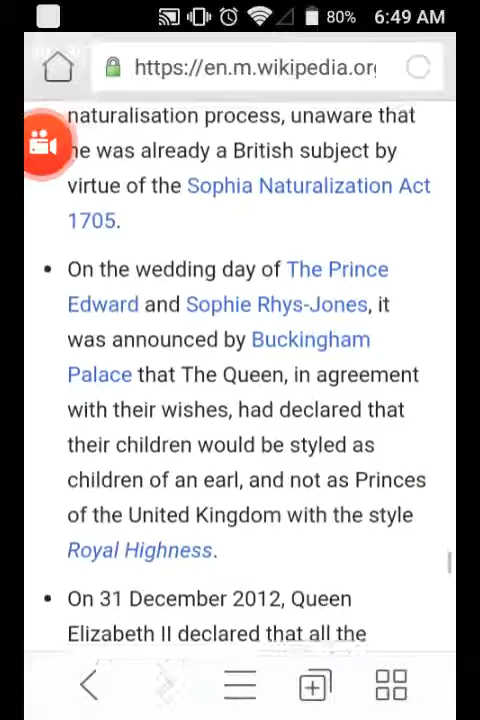 80% 6:49 AM
https://en.m.wikipedia.or
naturalisation process, unaware that
he was already a British subject by
virtue of the Sophia Naturalization Act
1705.
• On the wedding day of The Prince
Edward and Sophie Rhys-Jones, it
was announced by Buckingham
Palace that The Queen, in agreement
with their wishes, had declared that
their children would be styled as
children of an earl, and not as Princes
of the United Kingdom with the style
Royal Highness.
• On 31 December 2012, Queen
Elizabeth II declared that all the